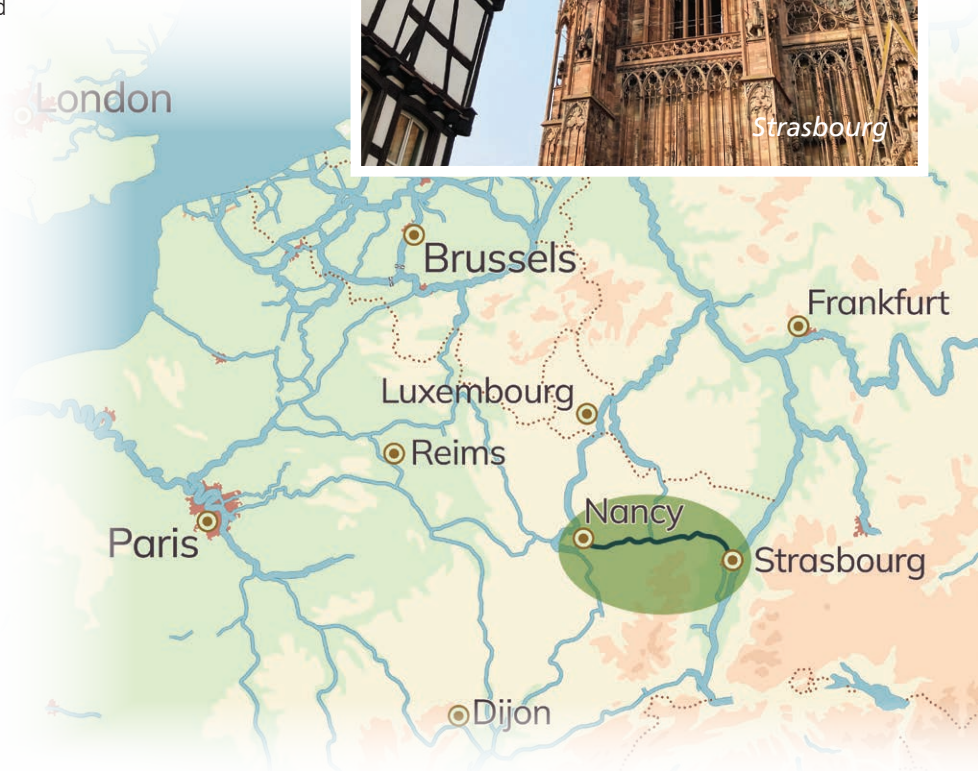 d
London
Strasbourg
Brussels
Frankfurt
Luxembourg
Reims
Nancy
Paris
Strasbourg
Dijon